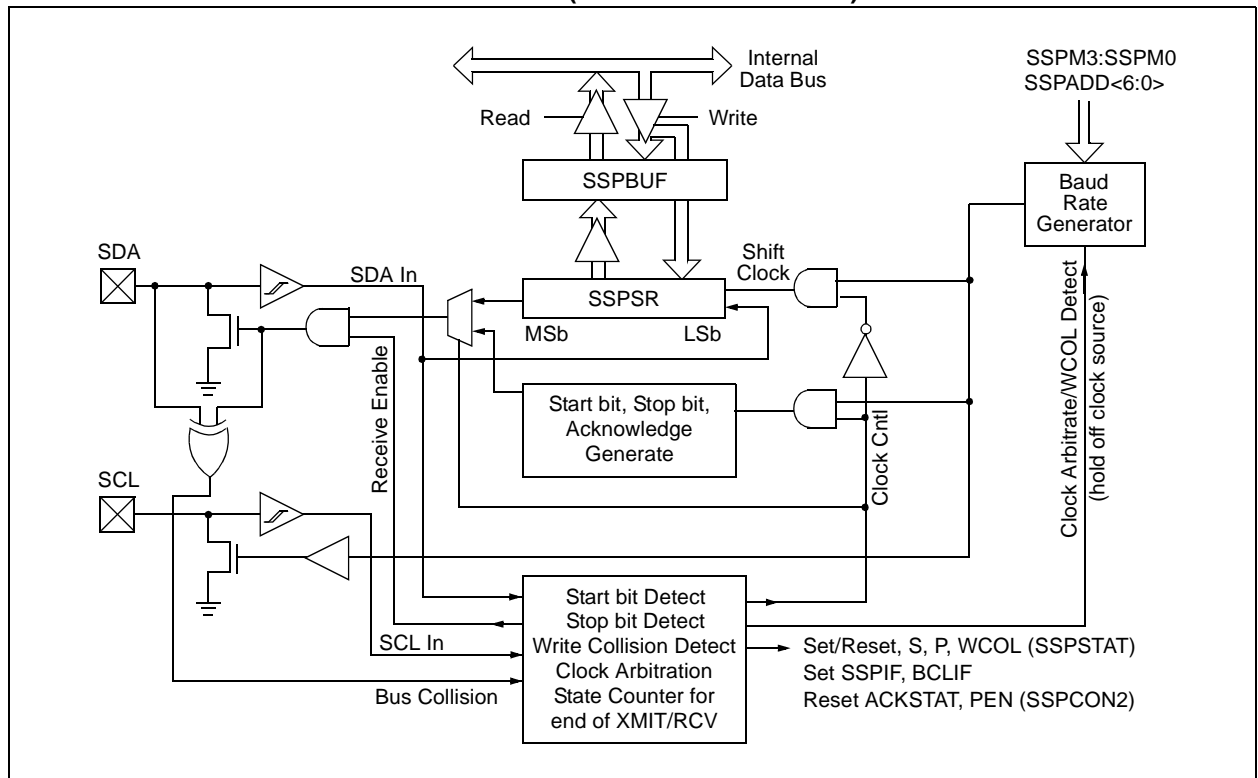 Internal
Data Bus
SSPM3:SSPM0
SSPADD<6:0>
Read
Write
SSPBUF
Baud
Rate
Generator
SDA
SDA In
Shift
Clock
SSPSR
MSb
LSb
Receive Enable
Start bit, Stop bit,
Acknowledge
Generate
Clock Cntl
Clock Arbitrate/WCOL Detect
(hold off clock source)
SCL
SCL In
Bus Collision
Start bit Detect
Stop bit Detect
Write Collision Detect
Clock Arbitration
State Counter for
end of XMIT/RCV
Set/Reset, S, P, WCOL (SSPSTAT)
Set SSPIF, BCLIF
Reset ACKSTAT, PEN (SSPCON2)